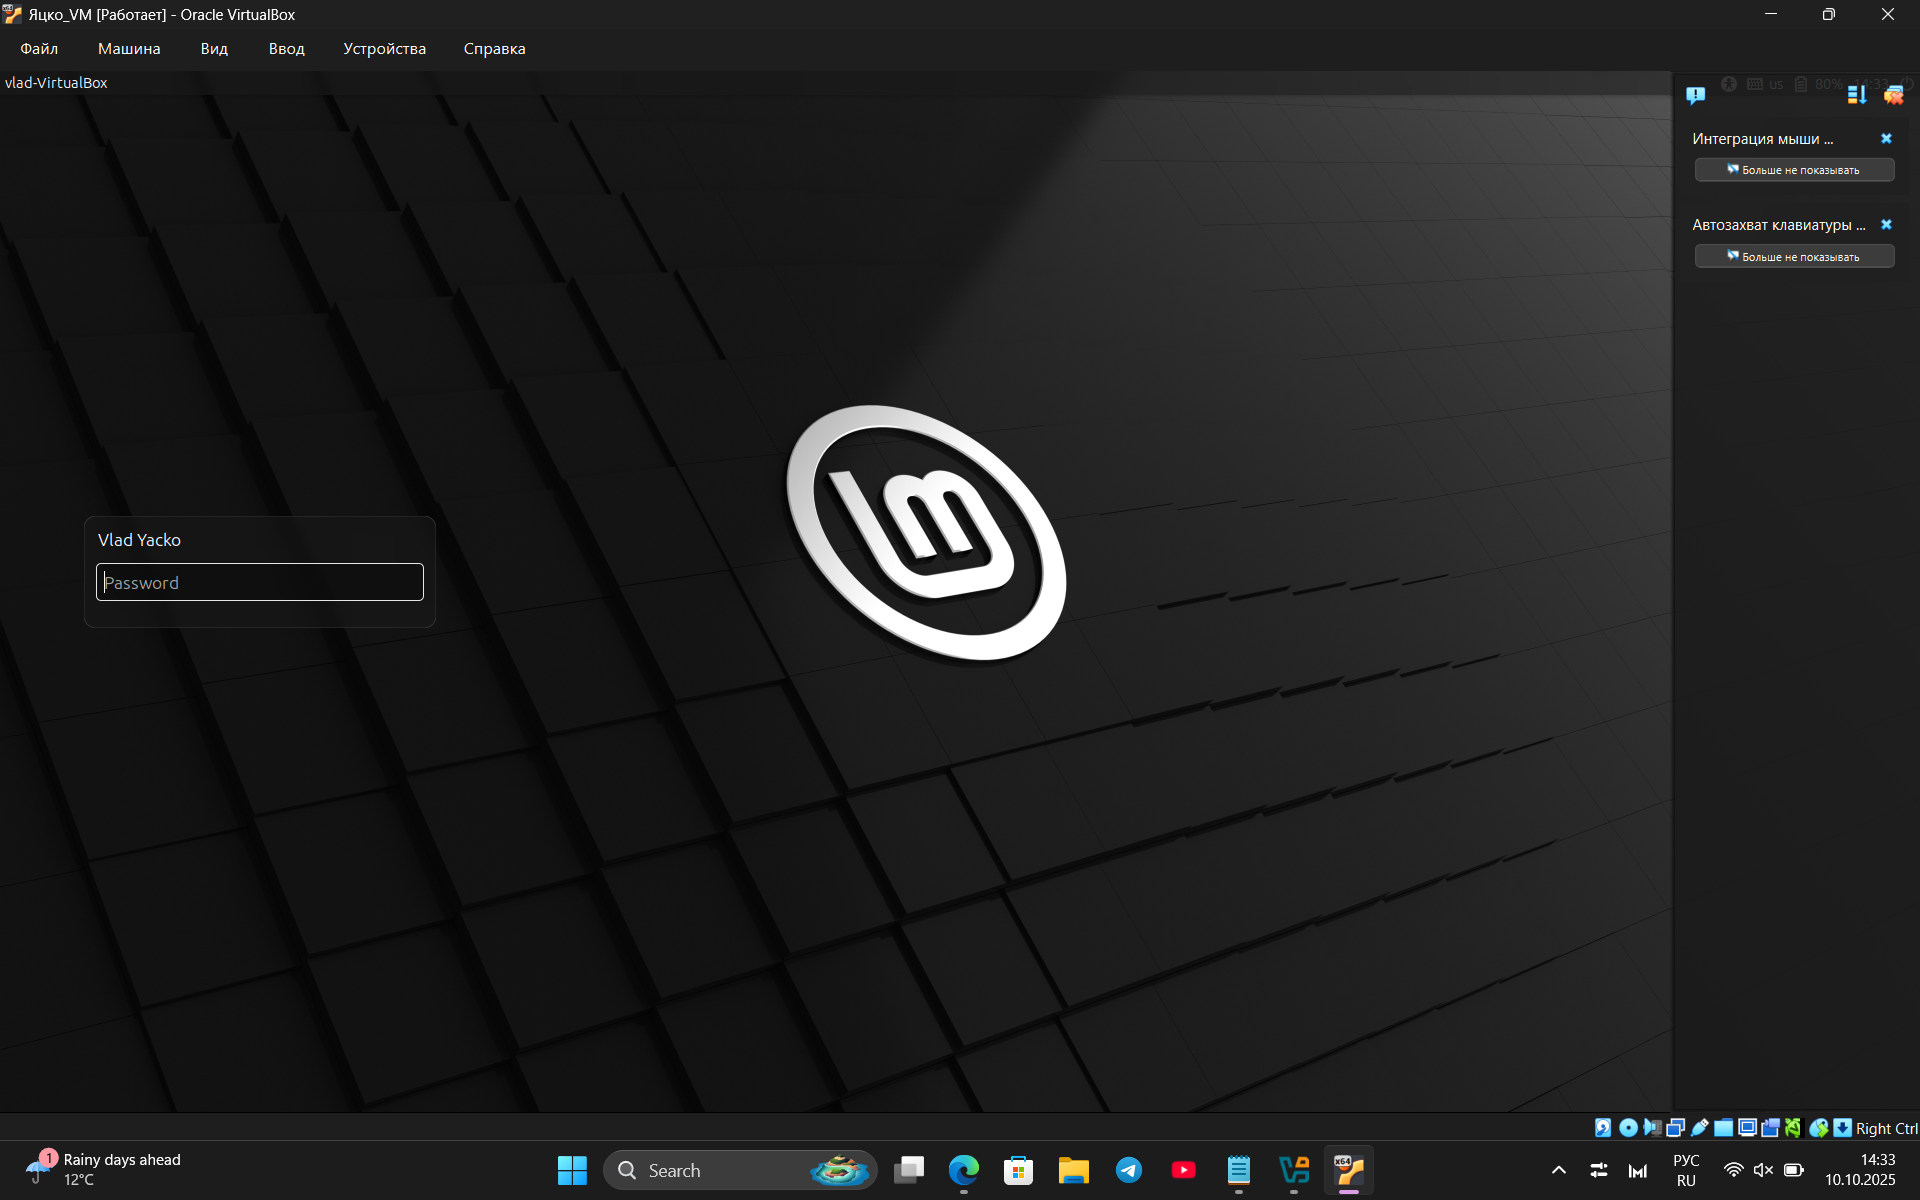 Яцко_VM [Работает] - Oracle VirtualBox
Файл Машина Вид Ввод Устройства Справка
vlad-VirtualBox
us 80% 14:33
Интеграция мыши ...
Больше не показывать
Автозахват клавиатуры ...
Больше не показывать
Vlad Yacko
Password
Right Ctrl
1
Rainy days ahead
12°C
Search
x64
РУС
RU
14:33
10.10.2025